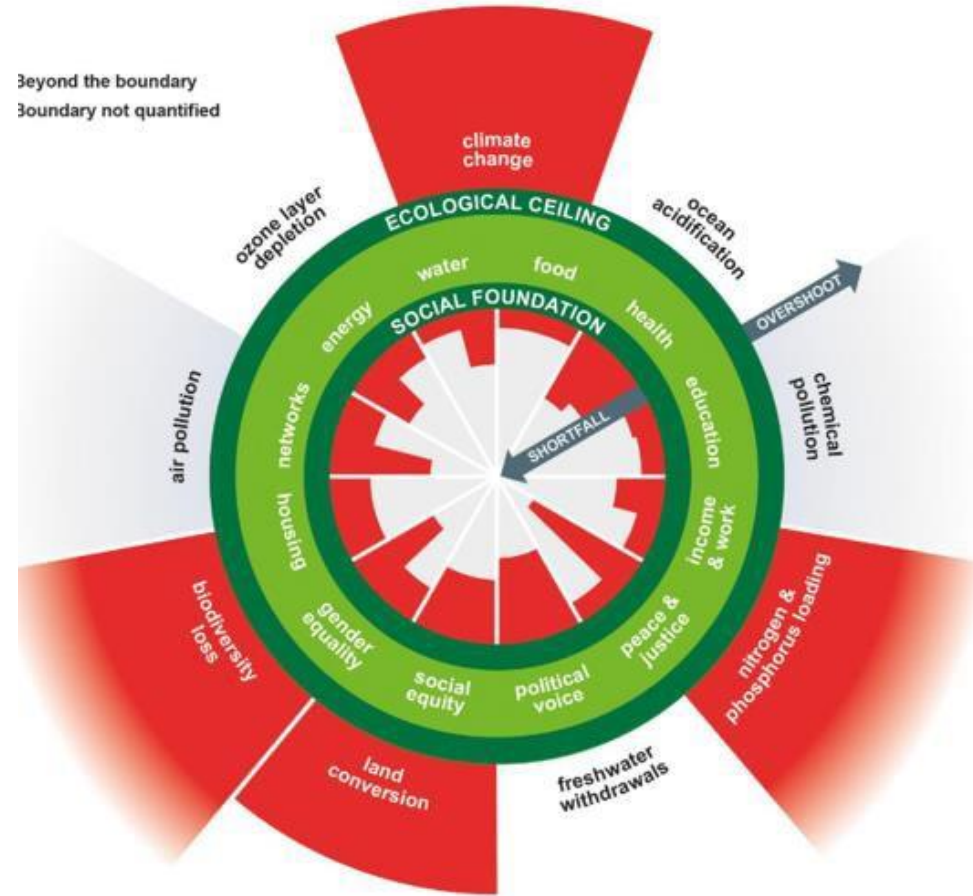 Beyond the boundary
Boundary not quantified
climate
change
ozone layer
depletion
ocean
acidification
ECOLOGICAL CEILING
water
food
energy
health
SOCIAL FOUNDATION
OVERSHOOT
SHORTFALL
air pollution
networks
education
chemical
pollution
housing
income
& work
biodiversity
loss
gender
equality
social
equity
political
voice
peace &
justice
nitrogen &
phosphorus loading
land
conversion
freshwater
withdrawals